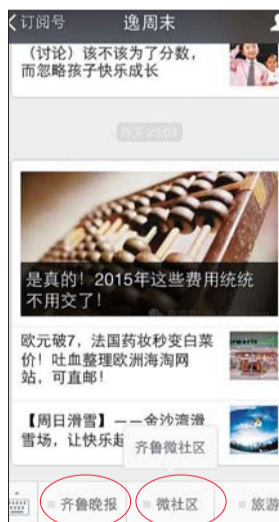 订阅号
逸周末
（讨论）该不该为了分数，
而忽略孩子快乐成长
昨天 23:03
是真的！2015年这些费用统统
不用交了！
欧元破7，法国药妆秒变白菜
价！吐血整理欧洲海淘网
站，可直邮！
【周日滑雪】——金沙湾滑
雪场，让快乐起
齐鲁微社区
齐鲁晚报
微社区
旅游